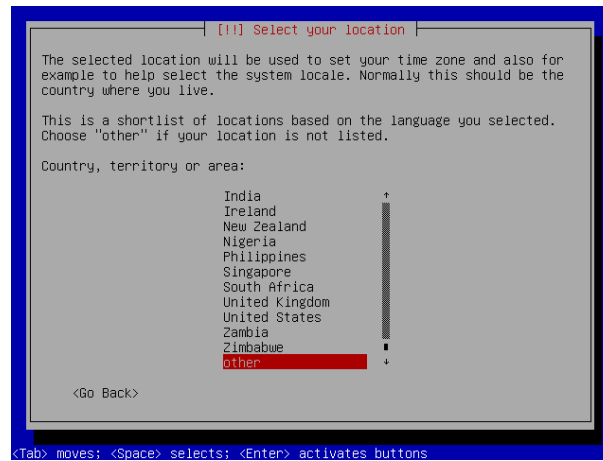 [!!] Select your location
The selected location will be used to set your time zone and also for
example to help select the system locale. Normally this should be the
country where you live.
This is a shortlist of locations based on the language you selected.
Choose "other" if your location is not listed.
Country, territory or area:
India
Ireland
New Zealand
Nigeria
Philippines
Singapore
South Africa
United Kingdom
United States
Zambia
Zimbabwe
other
<Go Back>
<Tab> moves; <Space> selects; <Enter> activates buttons